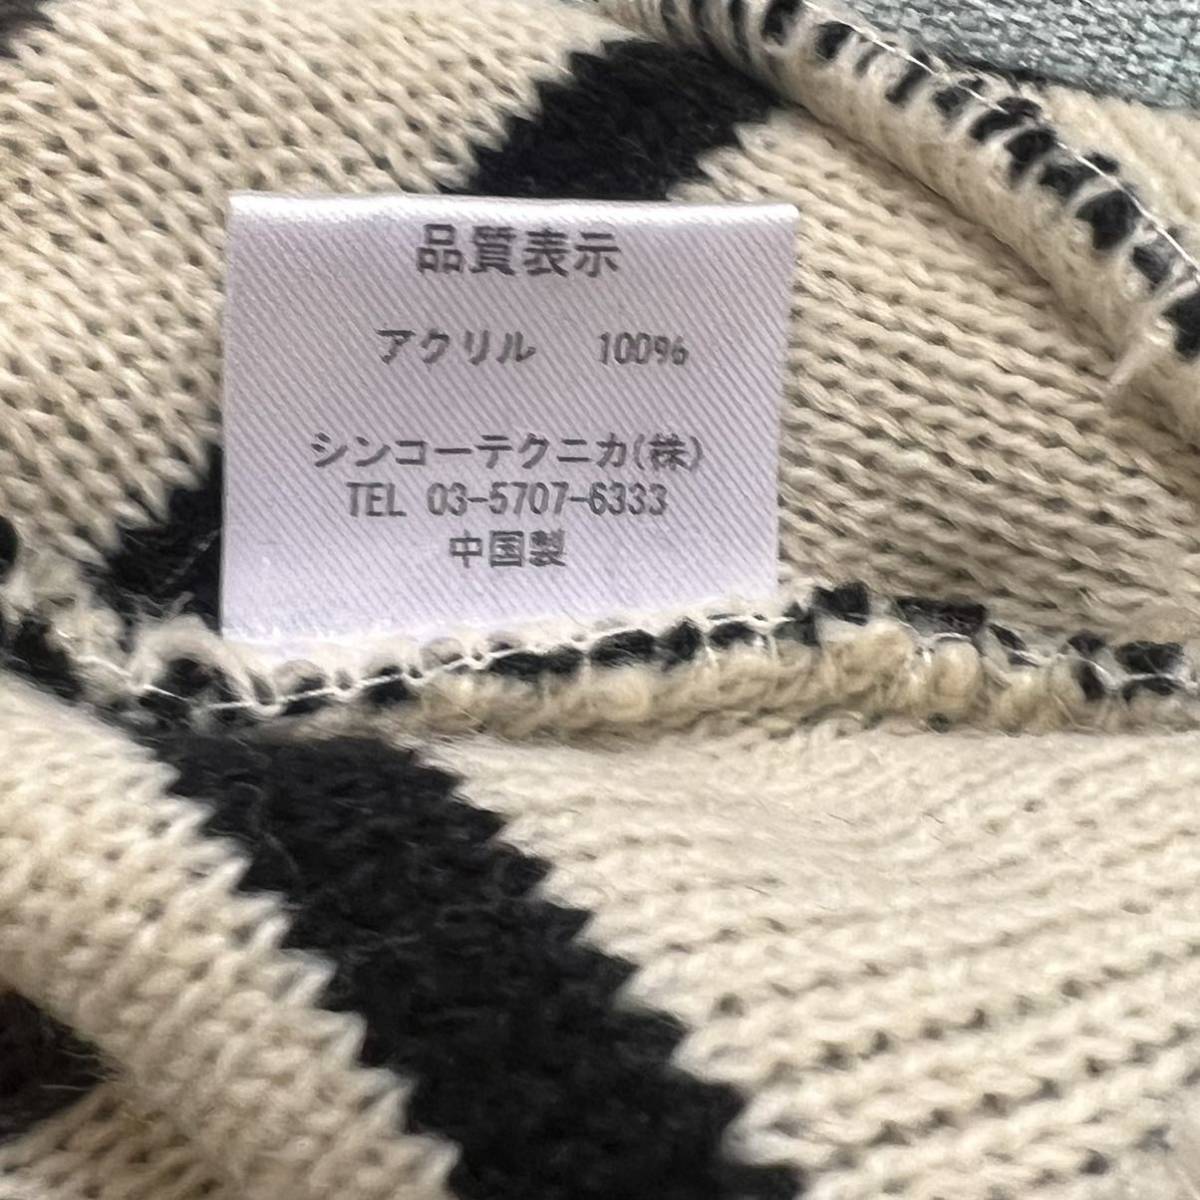 品質表示
アクリル 100%
シンコーテクニカ(株)
TEL 03-5707-6333
中国製